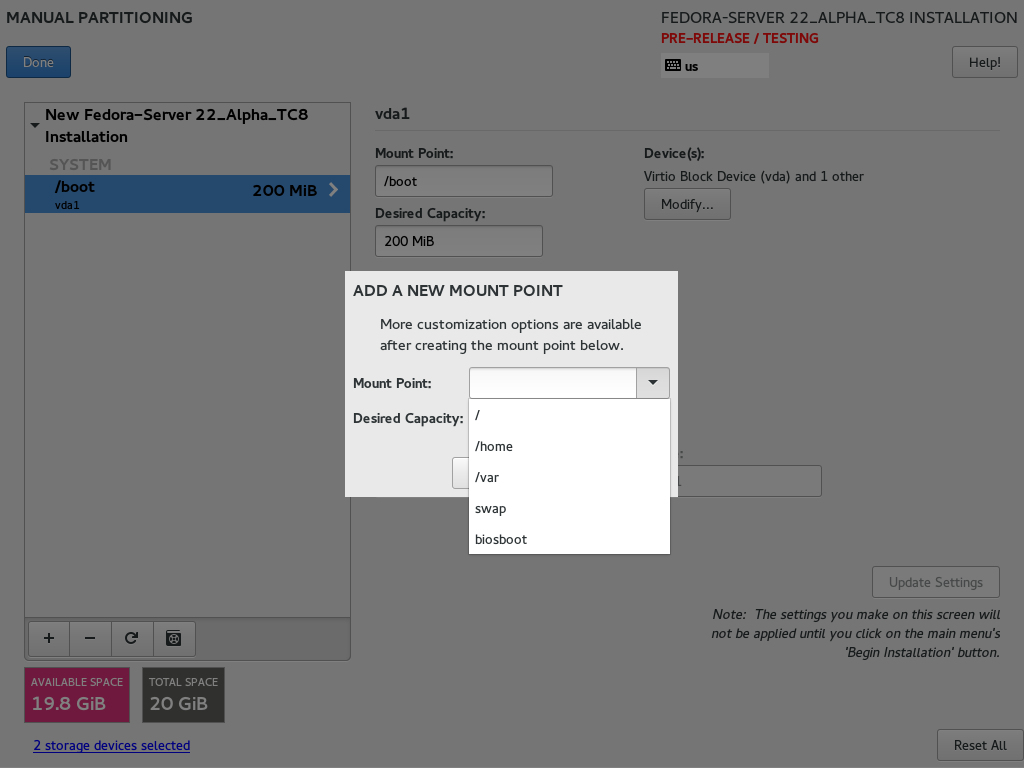 MANUAL PARTITIONING
FEDORA-SERVER 22_ALPHA_TC8 INSTALLATION
PRE-RELEASE / TESTING
Done
us
Help!
New Fedora-Server 22_Alpha_TC8
Installation
SYSTEM
/boot
200 MiB
vda1
vda1
Mount Point:
/boot
Desired Capacity:
200 MiB
Device(s):
Virtio Block Device (vda) and 1 other
Modify...
ADD A NEW MOUNT POINT
More customization options are available
after creating the mount point below.
Mount Point:
Desired Capacity:
/
/home
/var
swap
biosboot
Update Settings
Note: The settings you make on this screen will
not be applied until you click on the main menu's
'Begin Installation' button.
+ -
AVAILABLE SPACE
19.8 GiB
TOTAL SPACE
20 GiB
2 storage devices selected
Reset All